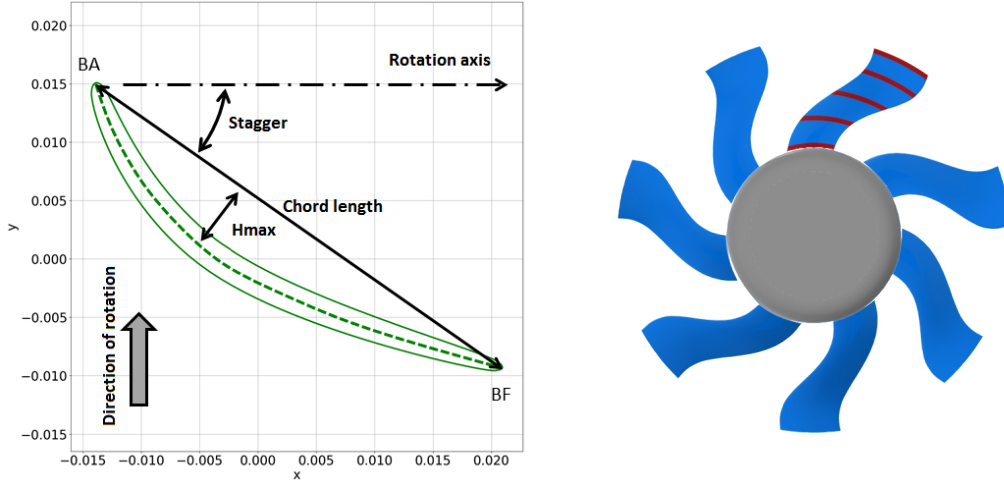 0.020
BA
Rotation axis
0.015
Stagger
0.010
0.005
Chord length
Hmax
y
0.000
Direction of rotation
−0.005
−0.010
BF
−0.015
−0.015 −0.010 −0.005 0.000 0.005 0.010 0.015 0.020
x